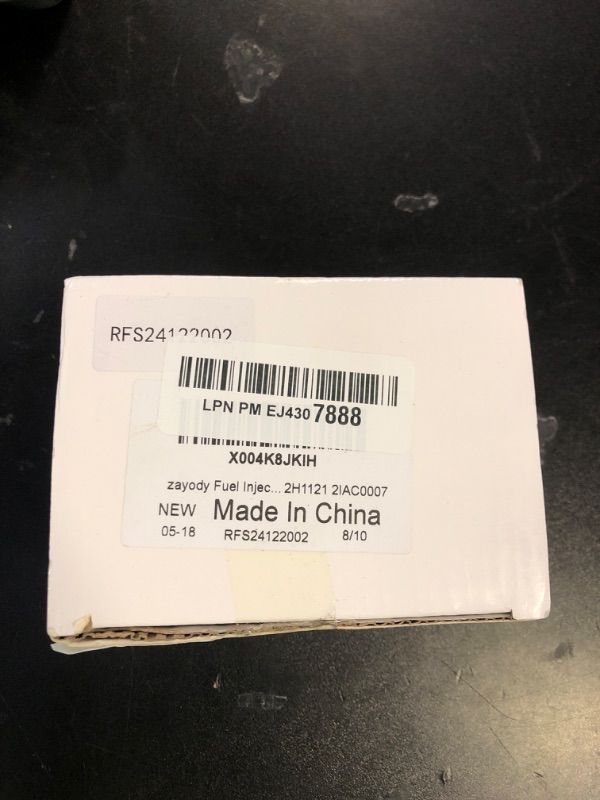 RFS24122002
LPN PM EJ4307888
X004K8JKIH
zayody Fuel Injec... 2H1121 2IAC0007
NEW Made In China
05-18 RFS24122002 8/10